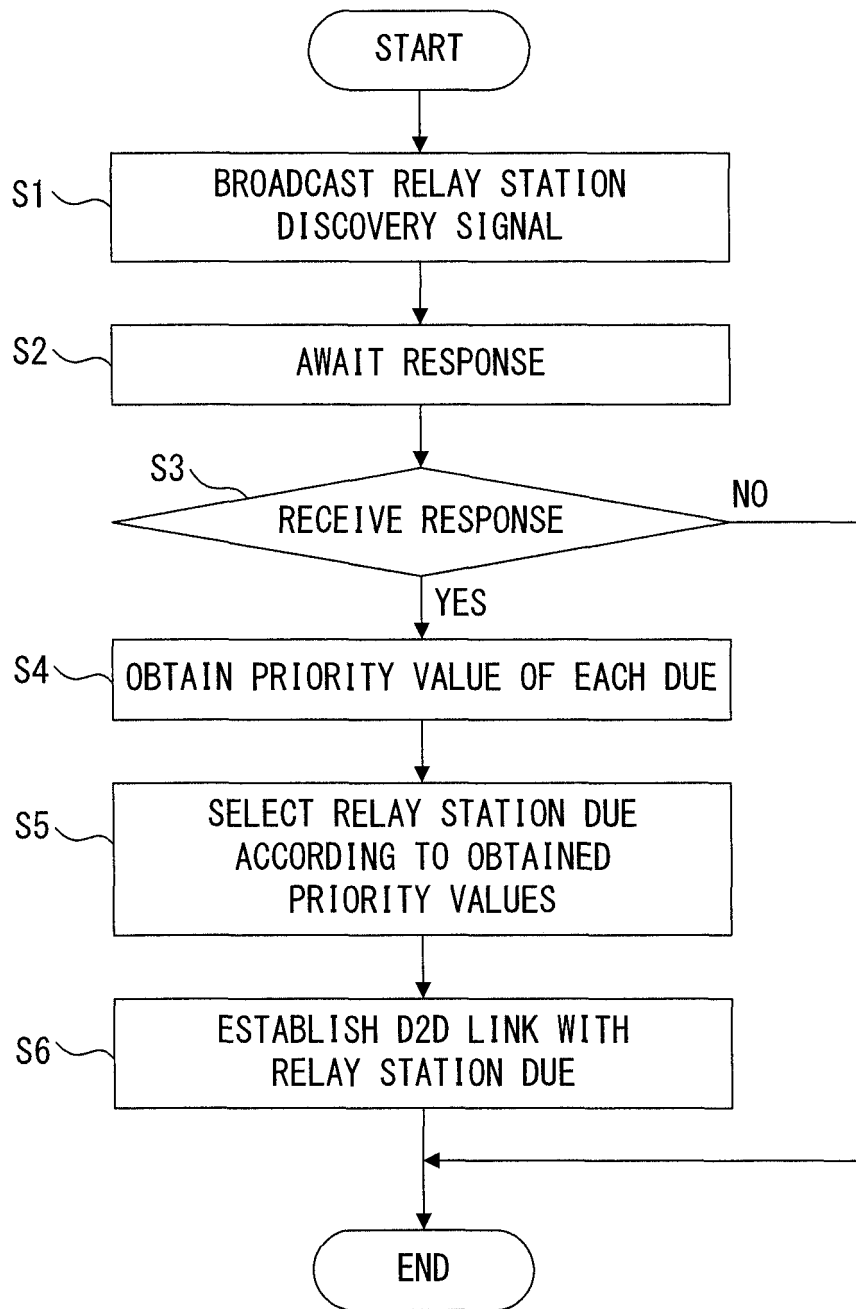 START
S1
BROADCAST RELAY STATION
DISCOVERY SIGNAL
S2
AWAIT RESPONSE
S3
RECEIVE RESPONSE
NO
YES
S4
OBTAIN PRIORITY VALUE OF EACH DUE
S5
SELECT RELAY STATION DUE
ACCORDING TO OBTAINED
PRIORITY VALUES
S6
ESTABLISH D2D LINK WITH
RELAY STATION DUE
END